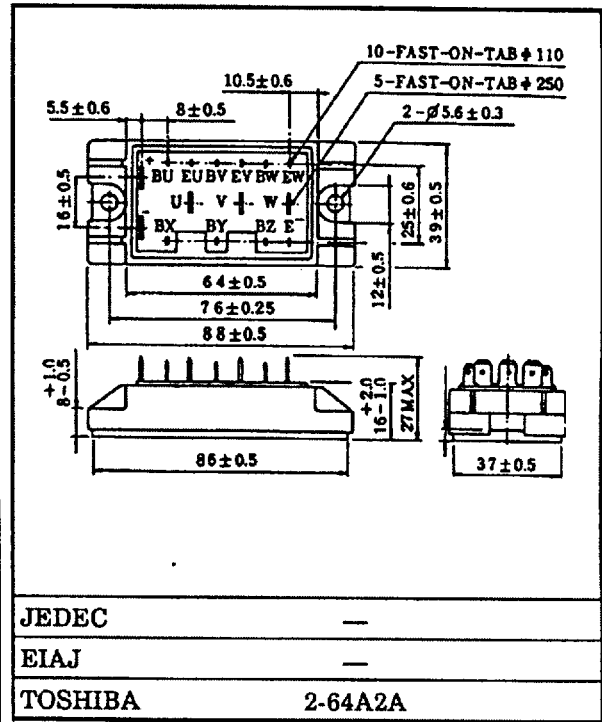 10-FAST-ON-TAB ⌖ 110
10.5±0.6
5-FAST-ON-TAB ⌖ 250
5.5±0.6
8±0.5
2-Ø5.6±0.3
+ BU EU BV EV BW EW
16±0.5
U V W
- BX BY BZ E-
12±0.5
25±0.6
39±0.5
64±0.5
76±0.25
88±0.5
+1.0
8-0.5
+2.0
16-1.0
27MAX
86±0.5
37±0.5
JEDEC —
EIAJ —
TOSHIBA 2-64A2A